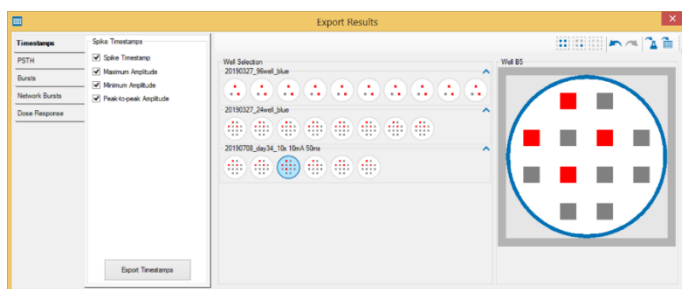 Export Results
Timestamps
PSTH
Bursts
Network Bursts
Dose Response
Spike Timestamps
Spike Timestamp
Maximum Amplitude
Minimum Amplitude
Peak-to-peak Amplitude
Export Timestamps
Well Selection
20190327_96well_blue
20190327_24well_blue
20190708_day34_10x 10mA 50ms
Well B5